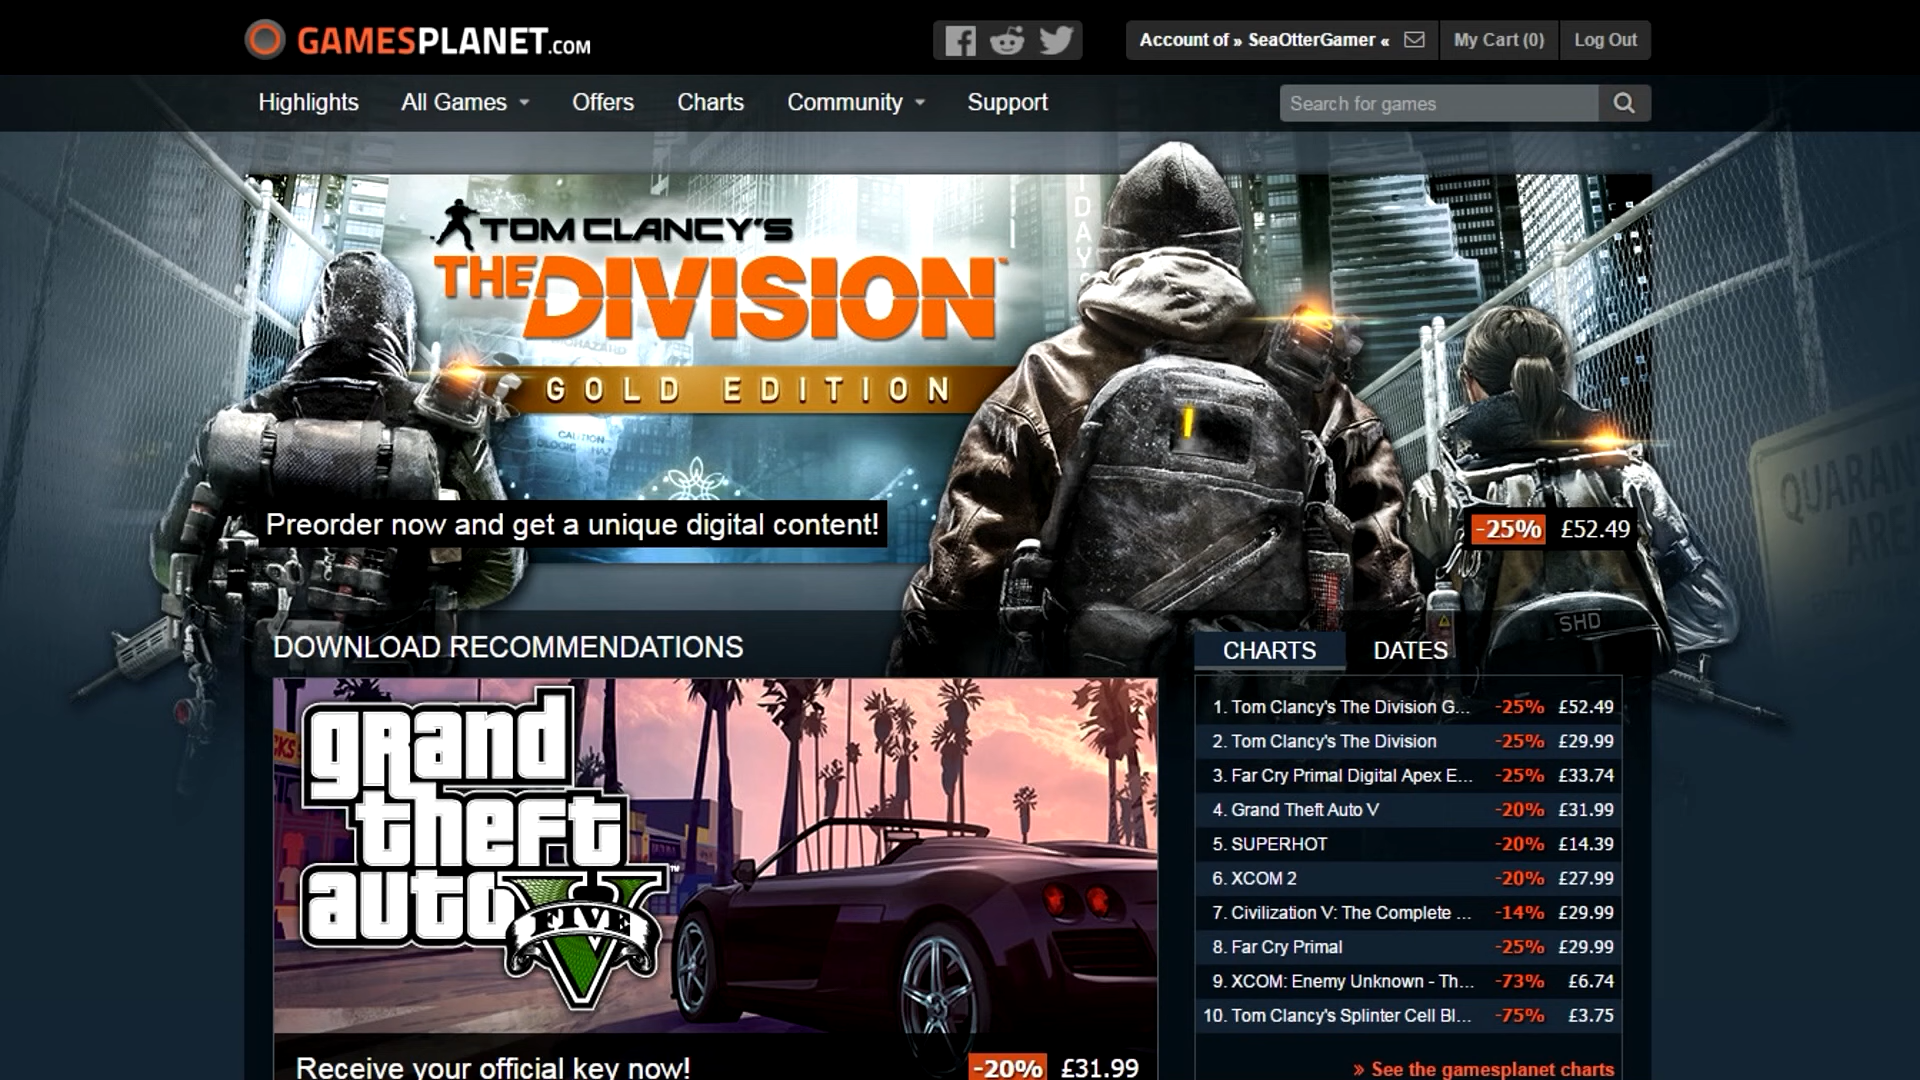 GAMESPLANET.COM
Account of » SeaOtterGamer «
My Cart (0)
Log Out
Highlights
All Games
Offers
Charts
Community
Support
Search for games
DAYS
TOM CLANCY'S
THE DIVISION™
GOLD EDITION
CAUTION
QUARAN
ARE
Preorder now and get a unique digital content!
-25% £52.49
SHD
DOWNLOAD RECOMMENDATIONS
grand
theft
auto
FIVE
V
™
Receive your official key now!
-20% £31.99
CHARTS
DATES
1. Tom Clancy's The Division G... -25% £52.49
2. Tom Clancy's The Division -25% £29.99
3. Far Cry Primal Digital Apex E... -25% £33.74
4. Grand Theft Auto V -20% £31.99
5. SUPERHOT -20% £14.39
6. XCOM 2 -20% £27.99
7. Civilization V: The Complete ... -14% £29.99
8. Far Cry Primal -25% £29.99
9. XCOM: Enemy Unknown - Th... -73% £6.74
10. Tom Clancy's Splinter Cell Bl... -75% £3.75
» See the gamesplanet charts